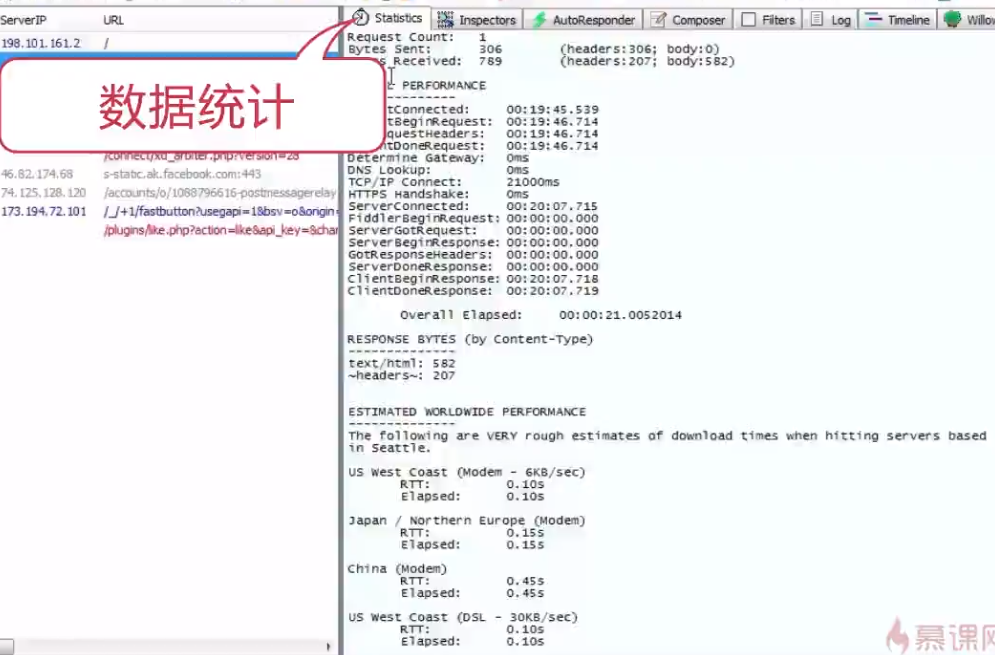 ServerIP URL
Statistics Inspectors AutoResponder Composer Filters Log Timeline Willow
198.101.161.2 /
数据统计
/connect/xd_arbiter.php?version=28
46.82.174.68 s-static.ak.facebook.com:443
74.125.128.120 /accounts/o/1088796616-postmessagerelay
173.194.72.101 /_/+1/fastbutton?usegapi=1&bsv=o&origin=
/plugins/like.php?action=like&api_key=&char
Request Count: 1
Bytes Sent: 306 (headers:306; body:0)
Received: 789 (headers:207; body:582)
PERFORMANCE
--------------
tConnected: 00:19:45.539
tBeginRequest: 00:19:46.714
questHeaders: 00:19:46.714
ntDoneRequest: 00:19:46.714
Determine Gateway: 0ms
DNS Lookup: 0ms
TCP/IP Connect: 21000ms
HTTPS Handshake: 0ms
ServerConnected: 00:20:07.715
FiddlerBeginRequest: 00:00:00.000
ServerGotRequest: 00:00:00.000
ServerBeginResponse: 00:00:00.000
GotResponseHeaders: 00:00:00.000
ServerDoneResponse: 00:00:00.000
ClientBeginResponse: 00:20:07.718
ClientDoneResponse: 00:20:07.719
Overall Elapsed: 00:00:21.0052014
RESPONSE BYTES (by Content-Type)
--------------
text/html: 582
~headers~: 207
ESTIMATED WORLDWIDE PERFORMANCE
--------------
The following are VERY rough estimates of download times when hitting servers based
in Seattle.
US West Coast (Modem - 6KB/sec)
RTT: 0.10s
Elapsed: 0.10s
Japan / Northern Europe (Modem)
RTT: 0.15s
Elapsed: 0.15s
China (Modem)
RTT: 0.45s
Elapsed: 0.45s
US West Coast (DSL - 30KB/sec)
RTT: 0.10s
Elapsed: 0.10s
慕课网